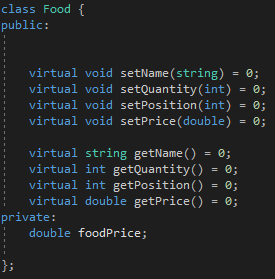 class Food {
public:
virtual void setName(string) = 0;
virtual void setQuantity(int) = 0;
virtual void setPosition(int) = 0;
virtual void setPrice(double) = 0;
virtual string getName() = 0;
virtual int getQuantity() = 0;
virtual int getPosition() = 0;
virtual double getPrice() = 0;
private:
double foodPrice;
};